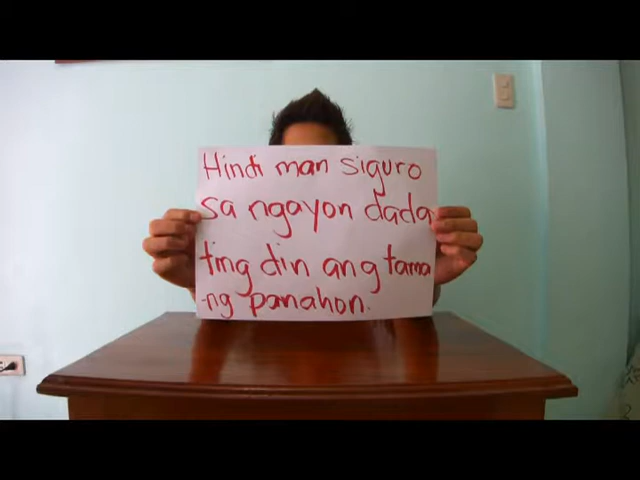 Hindi man siguro
sa ngayon dada
ting din ang tama
-ng panahon.